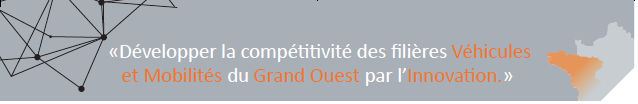 «Développer la compétitivité des filières Véhicules
et Mobilités du Grand Ouest par l'Innovation.»